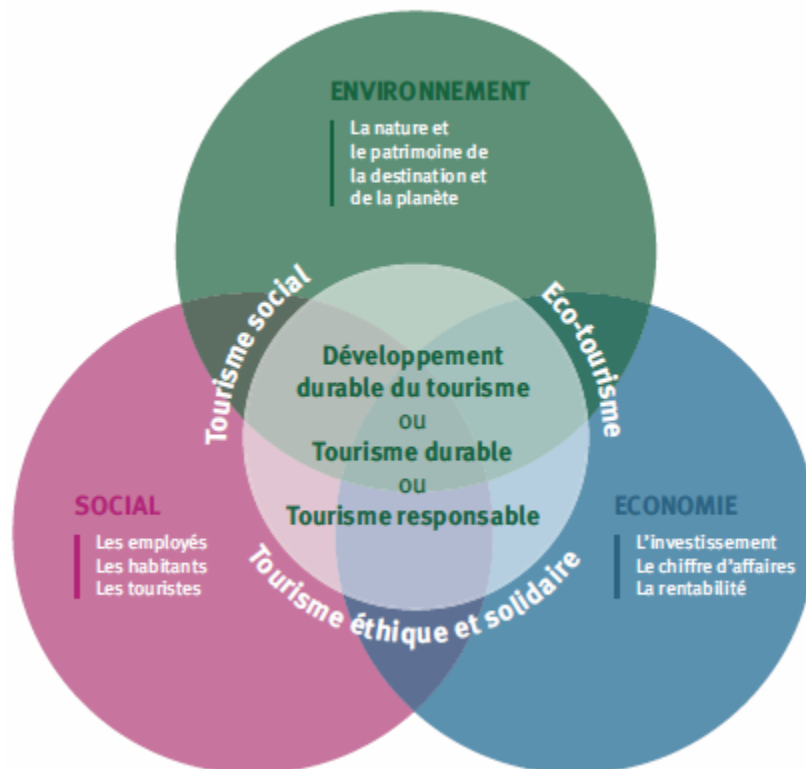 ENVIRONNEMENT
La nature et
le patrimoine de
la destination et
de la planète
Tourisme social
Eco-tourisme
Développement
durable du tourisme
ou
Tourisme durable
ou
Tourisme responsable
SOCIAL
Les employés
Les habitants
Les touristes
ECONOMIE
L'investissement
Le chiffre d'affaires
La rentabilité
Tourisme éthique et solidaire